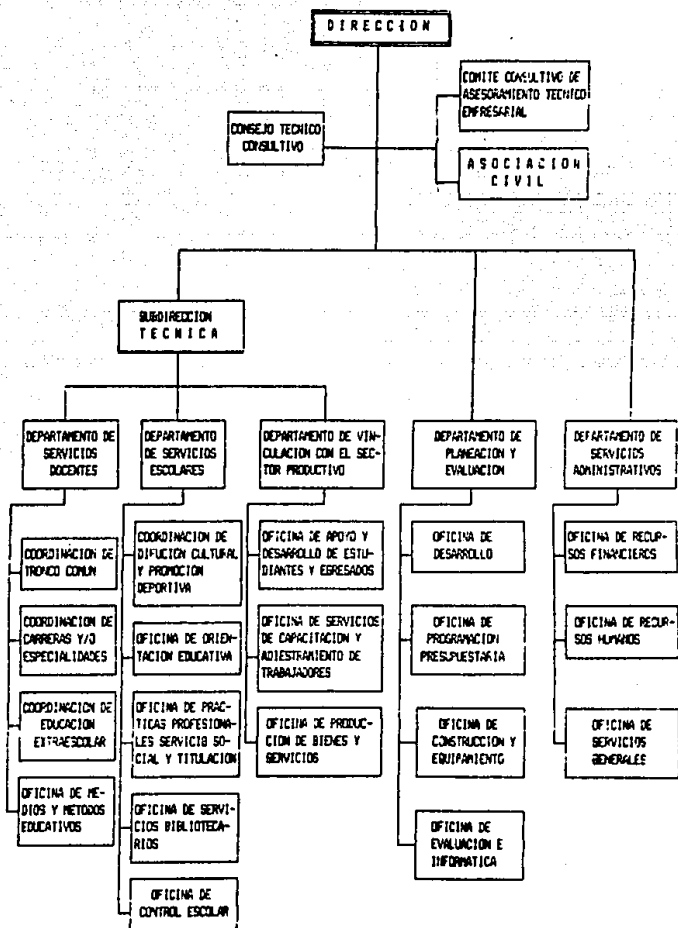 DIRECCION
COMITE CONSULTIVO DE
ASESORAMIENTO TECNICO
EMPRESARIAL
CONSEJO TECNICO
CONSULTIVO
ASOCIACION
CIVIL
SUBDIRECCION
TECNICA
DEPARTAMENTO DE
SERVICIOS
DOCENTES
DEPARTAMENTO
DE SERVICIOS
ESCOLARES
DEPARTAMENTO DE VIN-
CULACION CON EL SEC
TOR PRODUCTIVO
DEPARTAMENTO DE
PLANEACION Y
EVALUACION
DEPARTAMENTO DE
SERVICIOS
ADMINISTRATIVOS
COORDINACION DE
TRONCO COMUN
COORDINACION DE
CARRERAS Y/O
ESPECIALIDADES
COORDINACION DE
EDUCACION
EXTRAESCOLAR
OFICINA DE ME-
DIOS Y METODOS
EDUCATIVOS
COORDINACION DE
DIFUCION CULTURAL
Y PROMOCION
DEPORTIVA
OFICINA DE ORIEN-
TACION EDUCATIVA
OFICINA DE PRAC
TICAS PROFESIONA-
LES SERVICIO SO-
CIAL Y TITULACION
OFICINA DE SERVI-
CIOS BIBLIOTECA-
RIOS
OFICINA DE
CONTROL ESCOLAR
OFICINA DE APOYO Y
DESARROLLO DE ESTU-
DIANTES Y EGRESADOS
OFICINA DE SERVICIOS
DE CAPACITACION Y
ADIESTRAMIENTO DE
TRABAJADORES
OFICINA DE PRODUC-
CION DE BIENES Y
SERVICIOS
OFICINA DE
DESARROLLO
OFICINA DE
PROGRAMACION
PRESUPUESTARIA
OFICINA DE
CONSTRUCCION Y
EQUIPAMIENTO
OFICINA DE
EVALUACION E
INFORMATICA
OFICINA DE RECUR-
SOS FINANCIEROS
OFICINA DE RECUR-
SOS HUMANOS
OFICINA DE
SERVICIOS
GENERALES